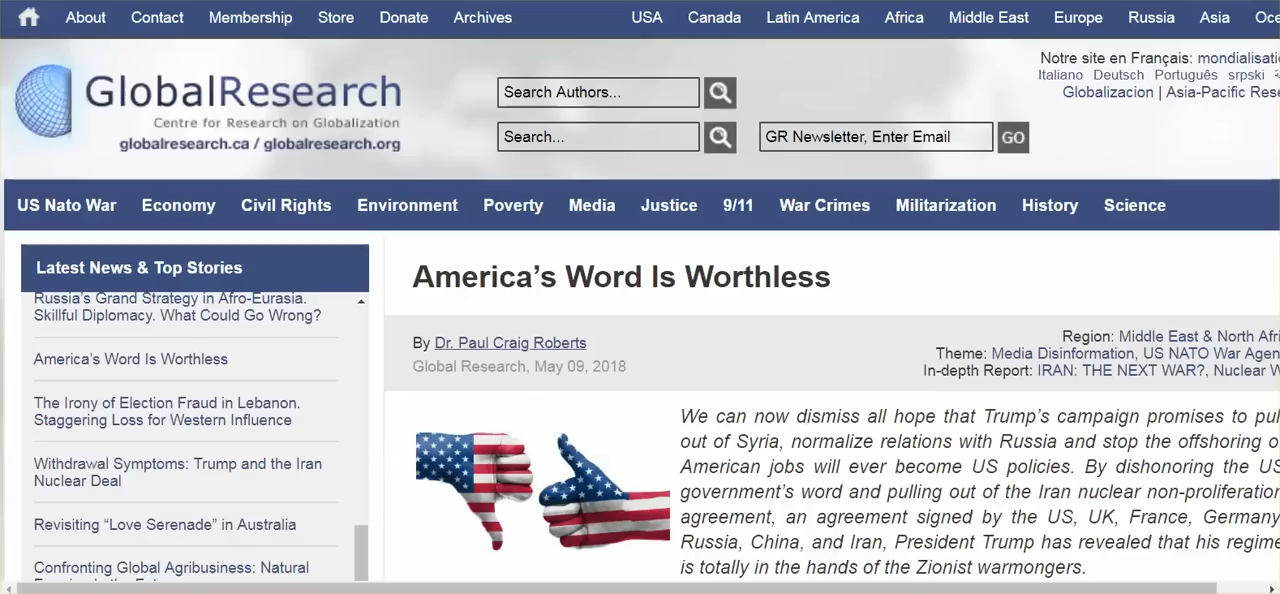 About Contact Membership Store Donate Archives USA Canada Latin America Africa Middle East Europe Russia Asia
Notre site en Français:
Italiano Deutsch Português srpski
Globalizacion | Asia-Pacific
GlobalResearch
Centre for Research on Globalization
globalresearch.ca / globalresearch.org
Search Authors...
Search...
GR Newsletter, Enter Email GO
US Nato War Economy Civil Rights Environment Poverty Media Justice 9/11 War Crimes Militarization History Science
Latest News & Top Stories
Russia's Grand Strategy in Afro-Eurasia.
Skillful Diplomacy. What Could Go Wrong?
America's Word Is Worthless
The Irony of Election Fraud in Lebanon.
Staggering Loss for Western Influence
Withdrawal Symptoms: Trump and the Iran
Nuclear Deal
Revisiting “Love Serenade” in Australia
Confronting Global Agribusiness: Natural
America’s Word Is Worthless
By Dr. Paul Craig Roberts
Global Research, May 09, 2018
Region: Middle East & North
Theme: Media Disinformation, US NATO War
In-depth Report: IRAN: THE NEXT WAR?, Nuclear
We can now dismiss all hope that Trump’s campaign promises to
out of Syria, normalize relations with Russia and stop the offshoring
American jobs will ever become US policies. By dishonoring the US
government’s word and pulling out of the Iran nuclear non-proliferation
agreement, an agreement signed by the US, UK, France, Germany,
Russia, China, and Iran, President Trump has revealed that his regime
is totally in the hands of the Zionist warmongers.